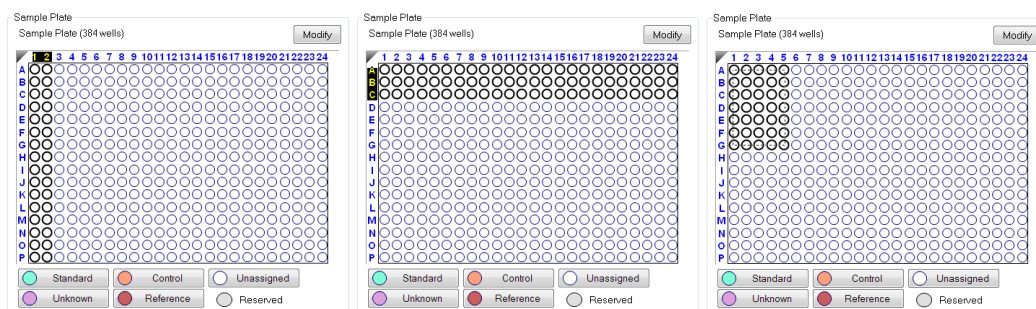 Sample Plate
Sample Plate (384 wells)
Modify
1 2 3 4 5 6 7 8 9 10 11 12 13 14 15 16 17 18 19 20 21 22 23 24
A
B
C
D
E
F
G
H
I
J
K
L
M
N
O
P
Standard
Control
Unassigned
Unknown
Reference
Reserved
Sample Plate
Sample Plate (384 wells)
Modify
1 2 3 4 5 6 7 8 9 10 11 12 13 14 15 16 17 18 19 20 21 22 23 24
A
B
C
D
E
F
G
H
I
J
K
L
M
N
O
P
Standard
Control
Unassigned
Unknown
Reference
Reserved
Sample Plate
Sample Plate (384 wells)
Modify
1 2 3 4 5 6 7 8 9 10 11 12 13 14 15 16 17 18 19 20 21 22 23 24
A
B
C
D
E
F
G
H
I
J
K
L
M
N
O
P
Standard
Control
Unassigned
Unknown
Reference
Reserved